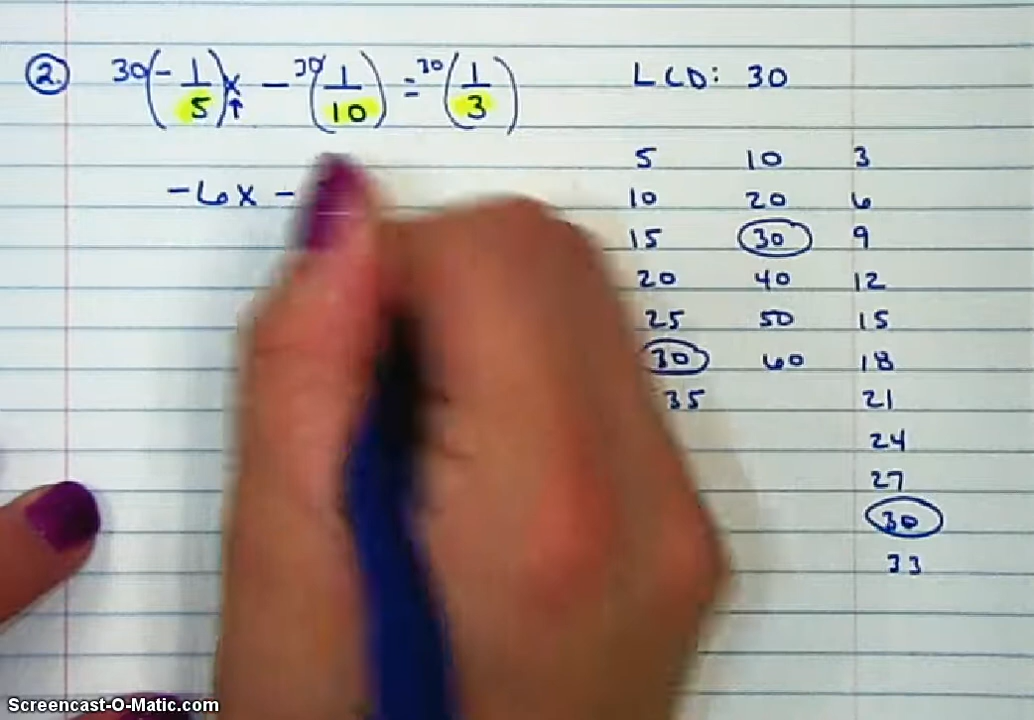 2. 30(-1/5)x - 30(1/10) = 30(1/3)
LCD: 30
-6x -
5 10 3
10 20 6
15 30 9
20 40 12
25 50 15
30 60 18
35 21
24
27
30
33
Screencast-O-Matic.com